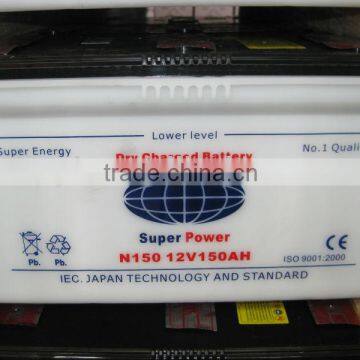 Lower level
Super Energy
No.1 Quali
Dry Charged Battery
trade.china.cn
Super Power
N150 12V150AH
Pb. Pb.
CE
ISO 9001:2000
IEC. JAPAN TECHNOLOGY AND STANDARD